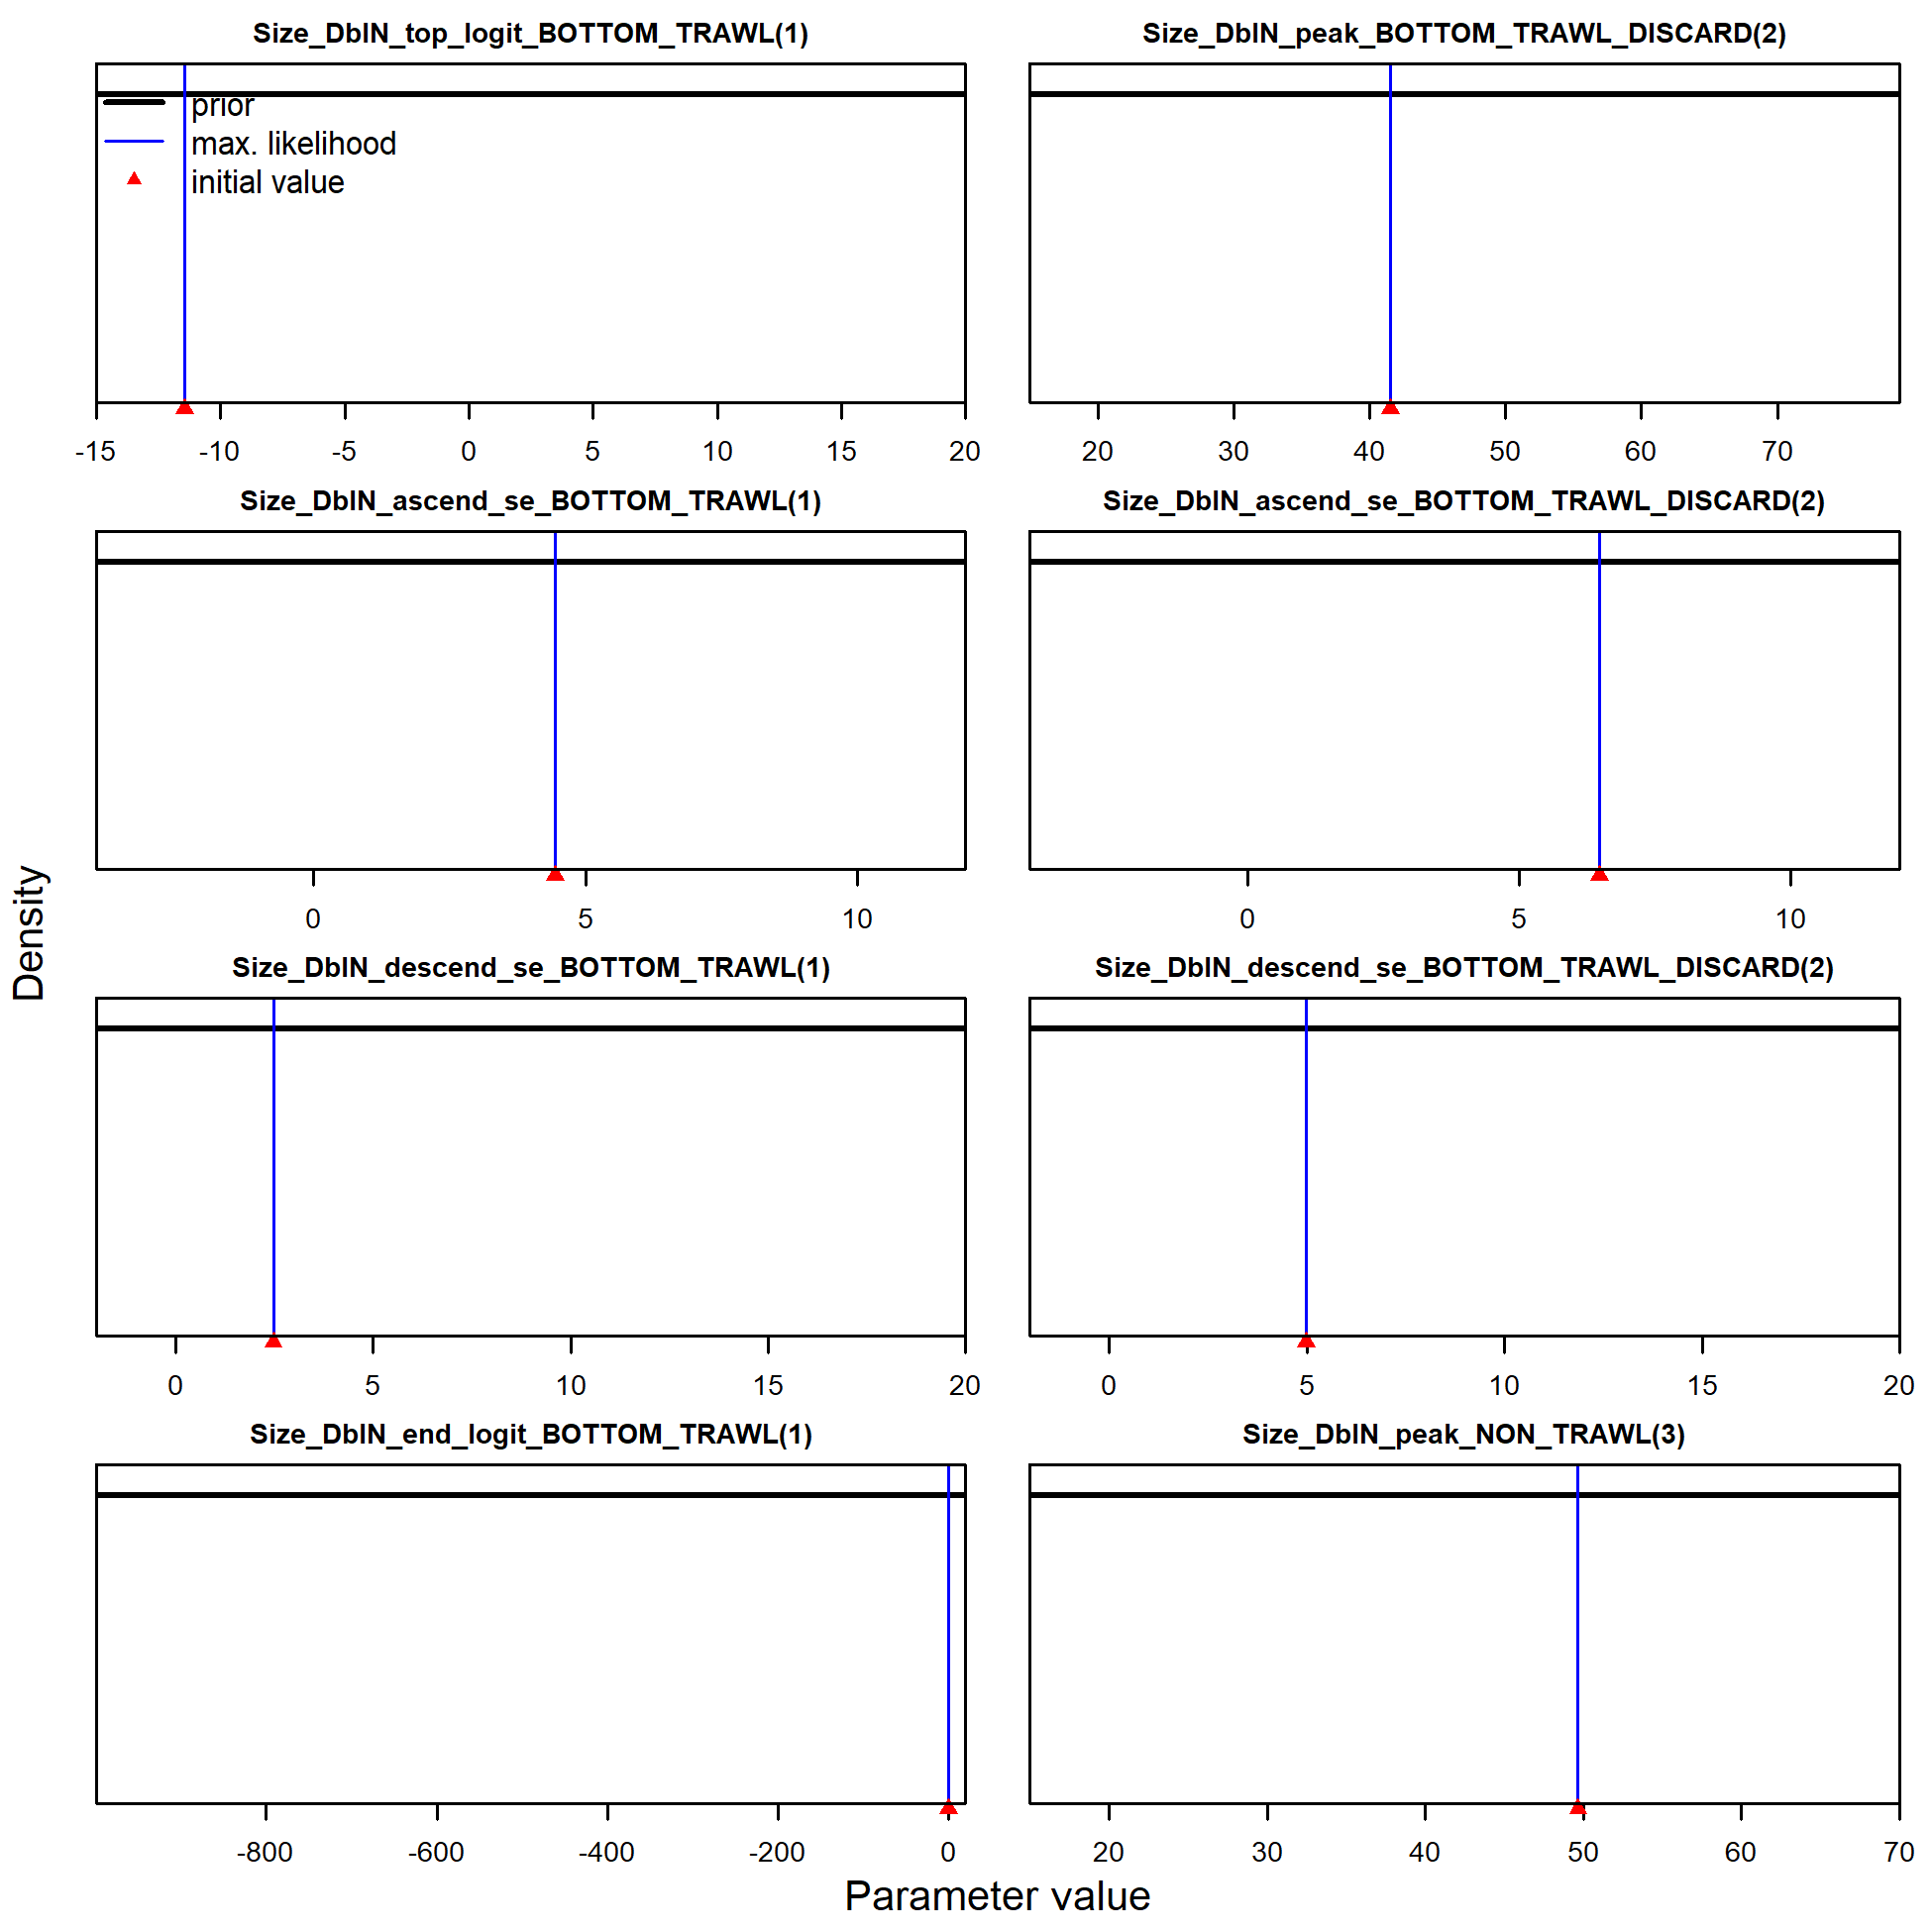 Size_DblN_top_logit_BOTTOM_TRAWL(1)
prior
max. likelihood
initial value
-15 -10 -5 0 5 10 15 20
Size_DblN_peak_BOTTOM_TRAWL_DISCARD(2)
20 30 40 50 60 70
Size_DblN_ascend_se_BOTTOM_TRAWL(1)
0 5 10
Size_DblN_ascend_se_BOTTOM_TRAWL_DISCARD(2)
0 5 10
Size_DblN_descend_se_BOTTOM_TRAWL(1)
0 5 10 15 20
Size_DblN_descend_se_BOTTOM_TRAWL_DISCARD(2)
0 5 10 15 20
Size_DblN_end_logit_BOTTOM_TRAWL(1)
-800 -600 -400 -200 0
Size_DblN_peak_NON_TRAWL(3)
20 30 40 50 60 70
Density
Parameter value